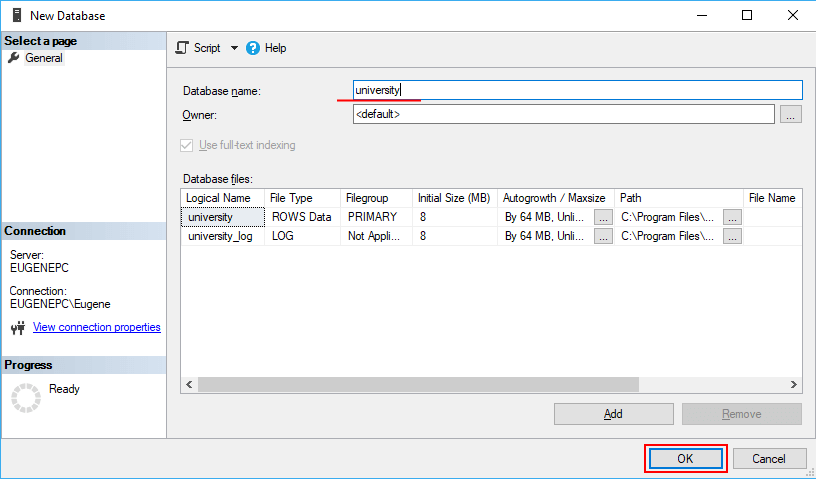 New Database
Select a page
General
Script
Help
Database name:
university
Owner:
<default>
...
Use full-text indexing
Database files:
Logical Name File Type Filegroup Initial Size (MB) Autogrowth / Maxsize Path File Name
university ROWS Data PRIMARY 8 By 64 MB, Unli... ... C:\Program Files\... ...
university_log LOG Not Appli... 8 By 64 MB, Unli... ... C:\Program Files\... ...
Connection
Server:
EUGENEPC
Connection:
EUGENEPC\Eugene
View connection properties
Progress
Ready
Add
Remove
OK
Cancel